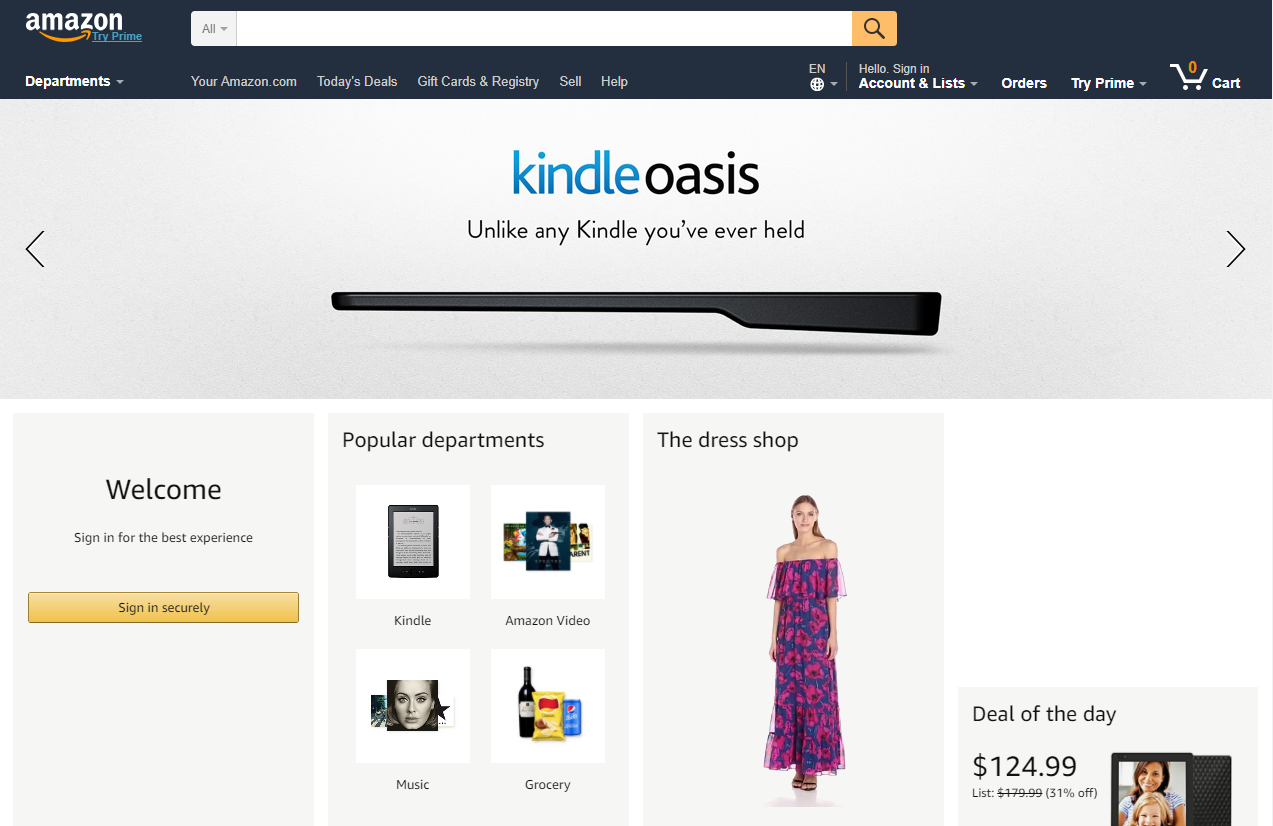 amazon
Try Prime
All
Departments
Your Amazon.com
Today's Deals
Gift Cards & Registry
Sell
Help
EN
Hello. Sign in
Account & Lists
Orders
Try Prime
0
Cart
kindle oasis
Unlike any Kindle you've ever held
Welcome
Sign in for the best experience
Sign in securely
Popular departments
Kindle
Amazon Video
Music
Grocery
The dress shop
Deal of the day
$124.99
List: $179.99 (31% off)